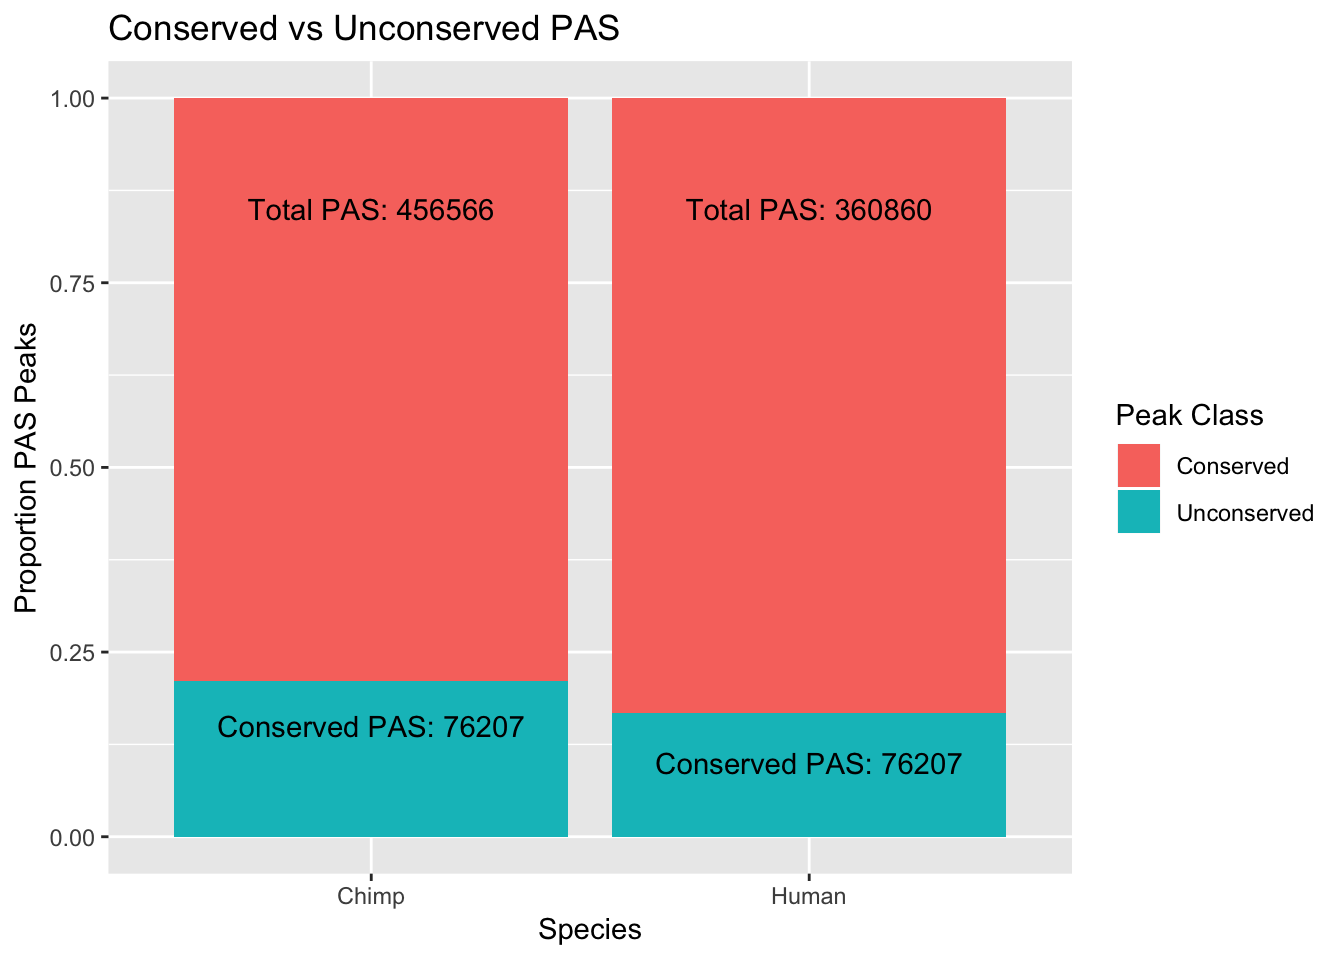 Conserved vs Unconserved PAS
1.00
0.75
0.50
0.25
0.00
Proportion PAS Peaks
Total PAS: 456566
Total PAS: 360860
Conserved PAS: 76207
Conserved PAS: 76207
Chimp
Human
Species
Peak Class
Conserved
Unconserved